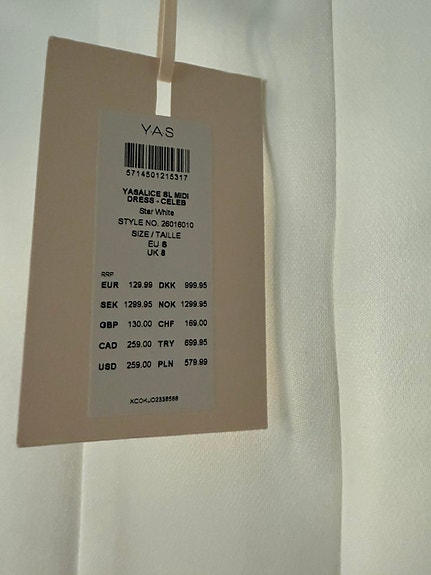 YAS
5714501215317
YASALICE SL MIDI
DRESS - CELEB
Star White
STYLE NO. 26016010
SIZE / TAILLE
EU S
UK 8
RRP
EUR 129.99 DKK 999.95
SEK 1299.95 NOK 1299.95
GBP 130.00 CHF 169.00
CAD 259.00 TRY 699.95
USD 259.00 PLN 579.99